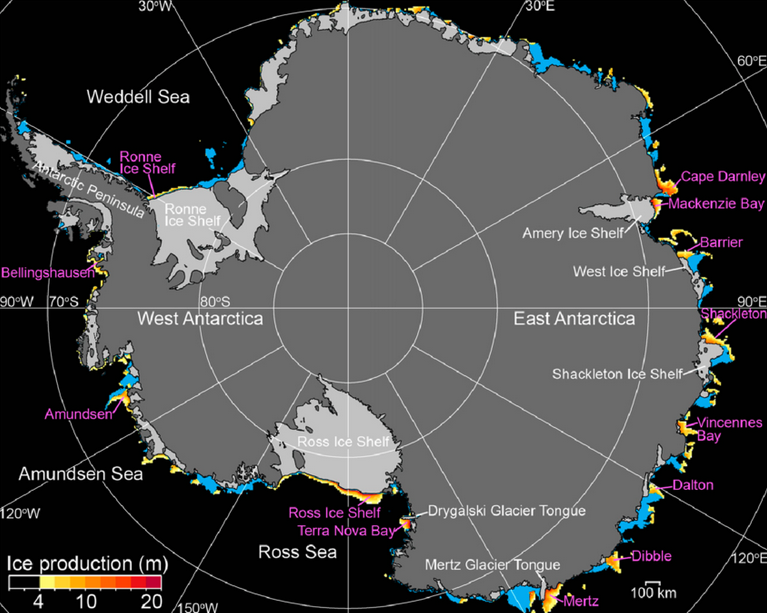 30°W
30°E
60°E
Weddell Sea
Ronne
Ice Shelf
Antarctic Peninsula
Ronne
Ice Shelf
Cape Darnley
Mackenzie Bay
Amery Ice Shelf
Barrier
West Ice Shelf
Bellingshausen
90°W
70°S
80°S
90°E
West Antarctica
East Antarctica
Shackleton
Shackleton Ice Shelf
Amundsen
Vincennes
Bay
Ross Ice Shelf
Amundsen Sea
Dalton
120°W
Ross Ice Shelf
Drygalski Glacier Tongue
Terra Nova Bay
Ross Sea
Dibble
120°E
Mertz Glacier Tongue
Ice production (m)
4 10 20
100 km
Mertz
150°W